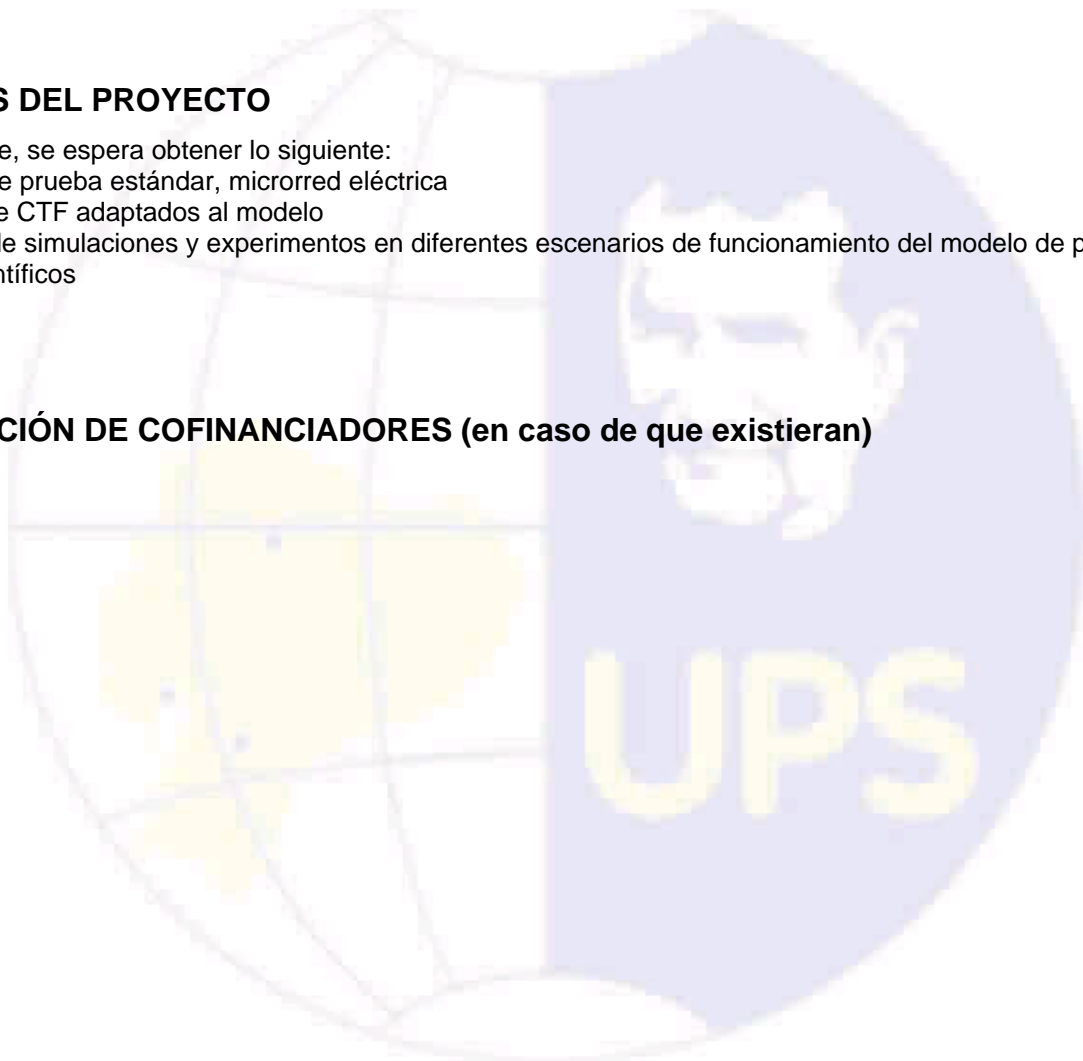 S DEL PROYECTO
e, se espera obtener lo siguiente:
e prueba estándar, microrred eléctrica
e CTF adaptados al modelo
de simulaciones y experimentos en diferentes escenarios de funcionamiento del modelo de p
ntíficos
CIÓN DE COFINANCIADORES (en caso de que existieran)
UPS